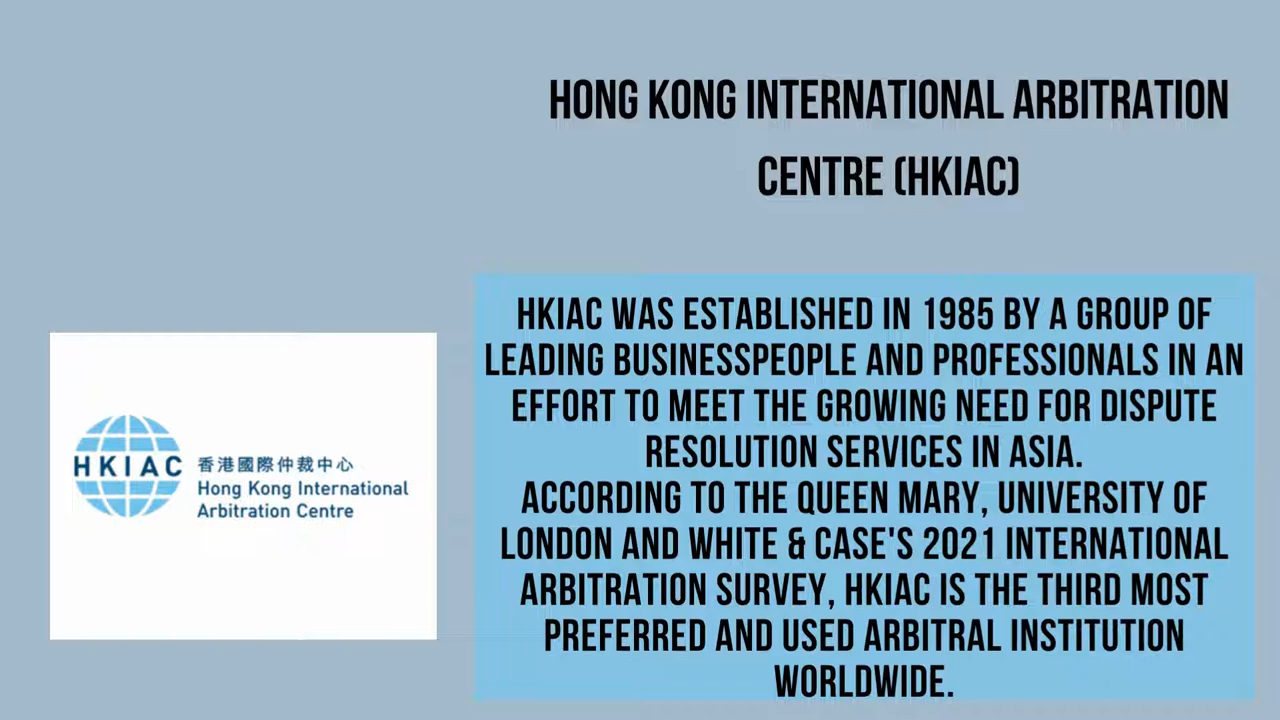 HONG KONG INTERNATIONAL ARBITRATION
CENTRE (HKIAC)
HKIAC WAS ESTABLISHED IN 1985 BY A GROUP OF
LEADING BUSINESSPEOPLE AND PROFESSIONALS IN AN
EFFORT TO MEET THE GROWING NEED FOR DISPUTE
RESOLUTION SERVICES IN ASIA.
ACCORDING TO THE QUEEN MARY, UNIVERSITY OF
LONDON AND WHITE & CASE'S 2021 INTERNATIONAL
ARBITRATION SURVEY, HKIAC IS THE THIRD MOST
PREFERRED AND USED ARBITRAL INSTITUTION
WORLDWIDE.
HKIAC
香港國際仲裁中心
Hong Kong International
Arbitration Centre